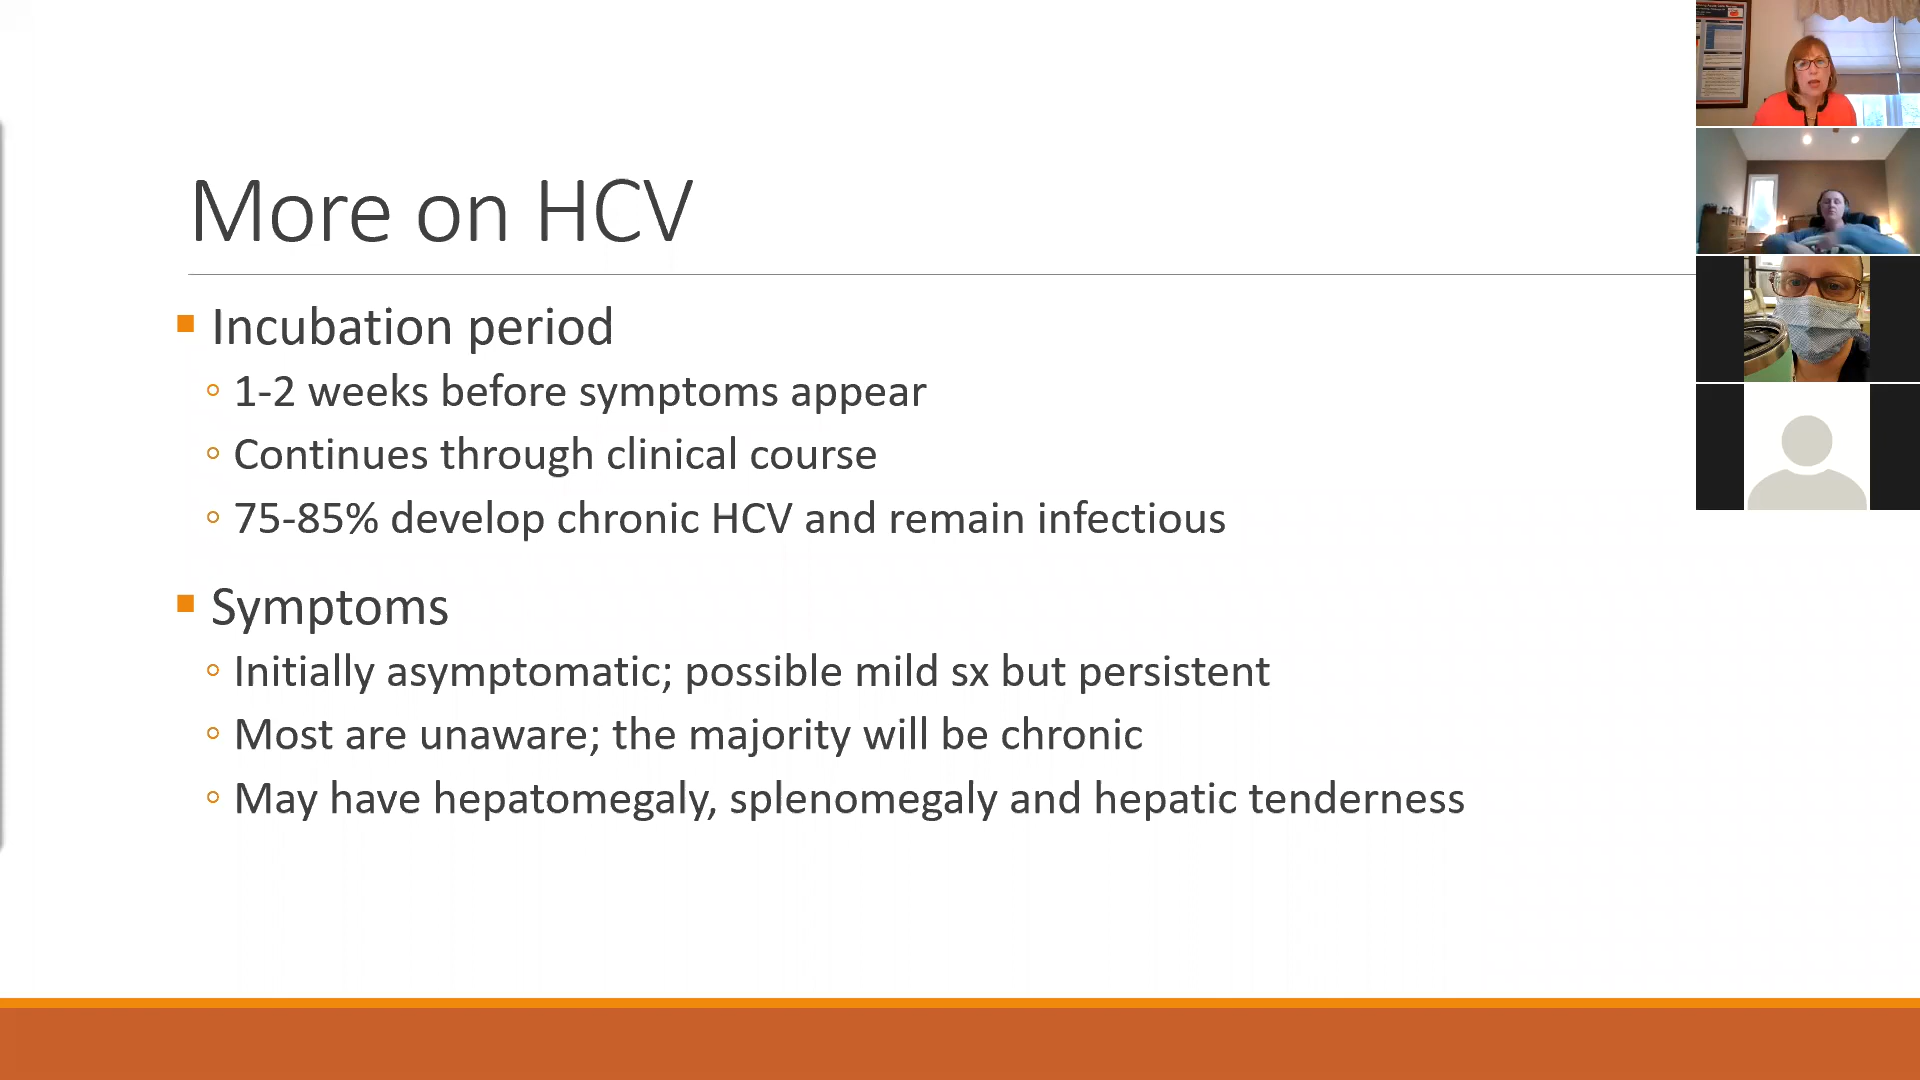 More on HCV
Incubation period
1-2 weeks before symptoms appear
Continues through clinical course
75-85% develop chronic HCV and remain infectious
Symptoms
Initially asymptomatic; possible mild sx but persistent
Most are unaware; the majority will be chronic
May have hepatomegaly, splenomegaly and hepatic tenderness